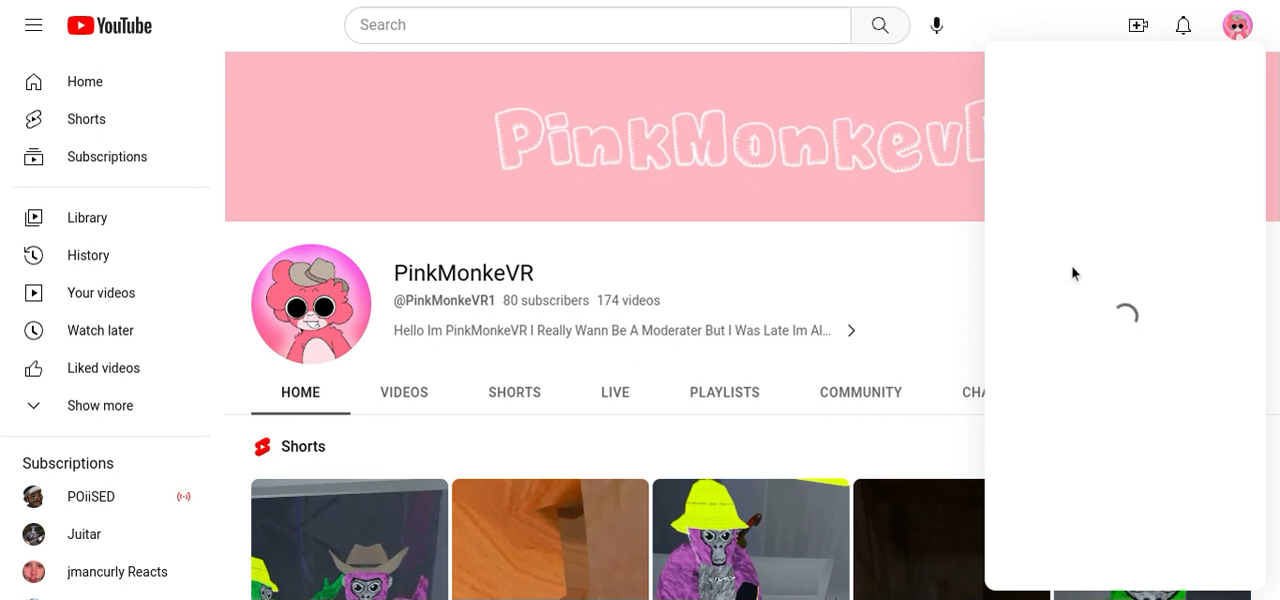 YouTube
Search
Home
Shorts
Subscriptions
Library
History
Your videos
Watch later
Liked videos
Show more
Subscriptions
POiiSED
Juitar
jmancurly Reacts
PinkMonkevR
PinkMonkeVR
@PinkMonkeVR1 80 subscribers 174 videos
Hello Im PinkMonkeVR I Really Wann Be A Moderater But I Was Late Im Al...
HOME VIDEOS SHORTS LIVE PLAYLISTS COMMUNITY CHA
Shorts